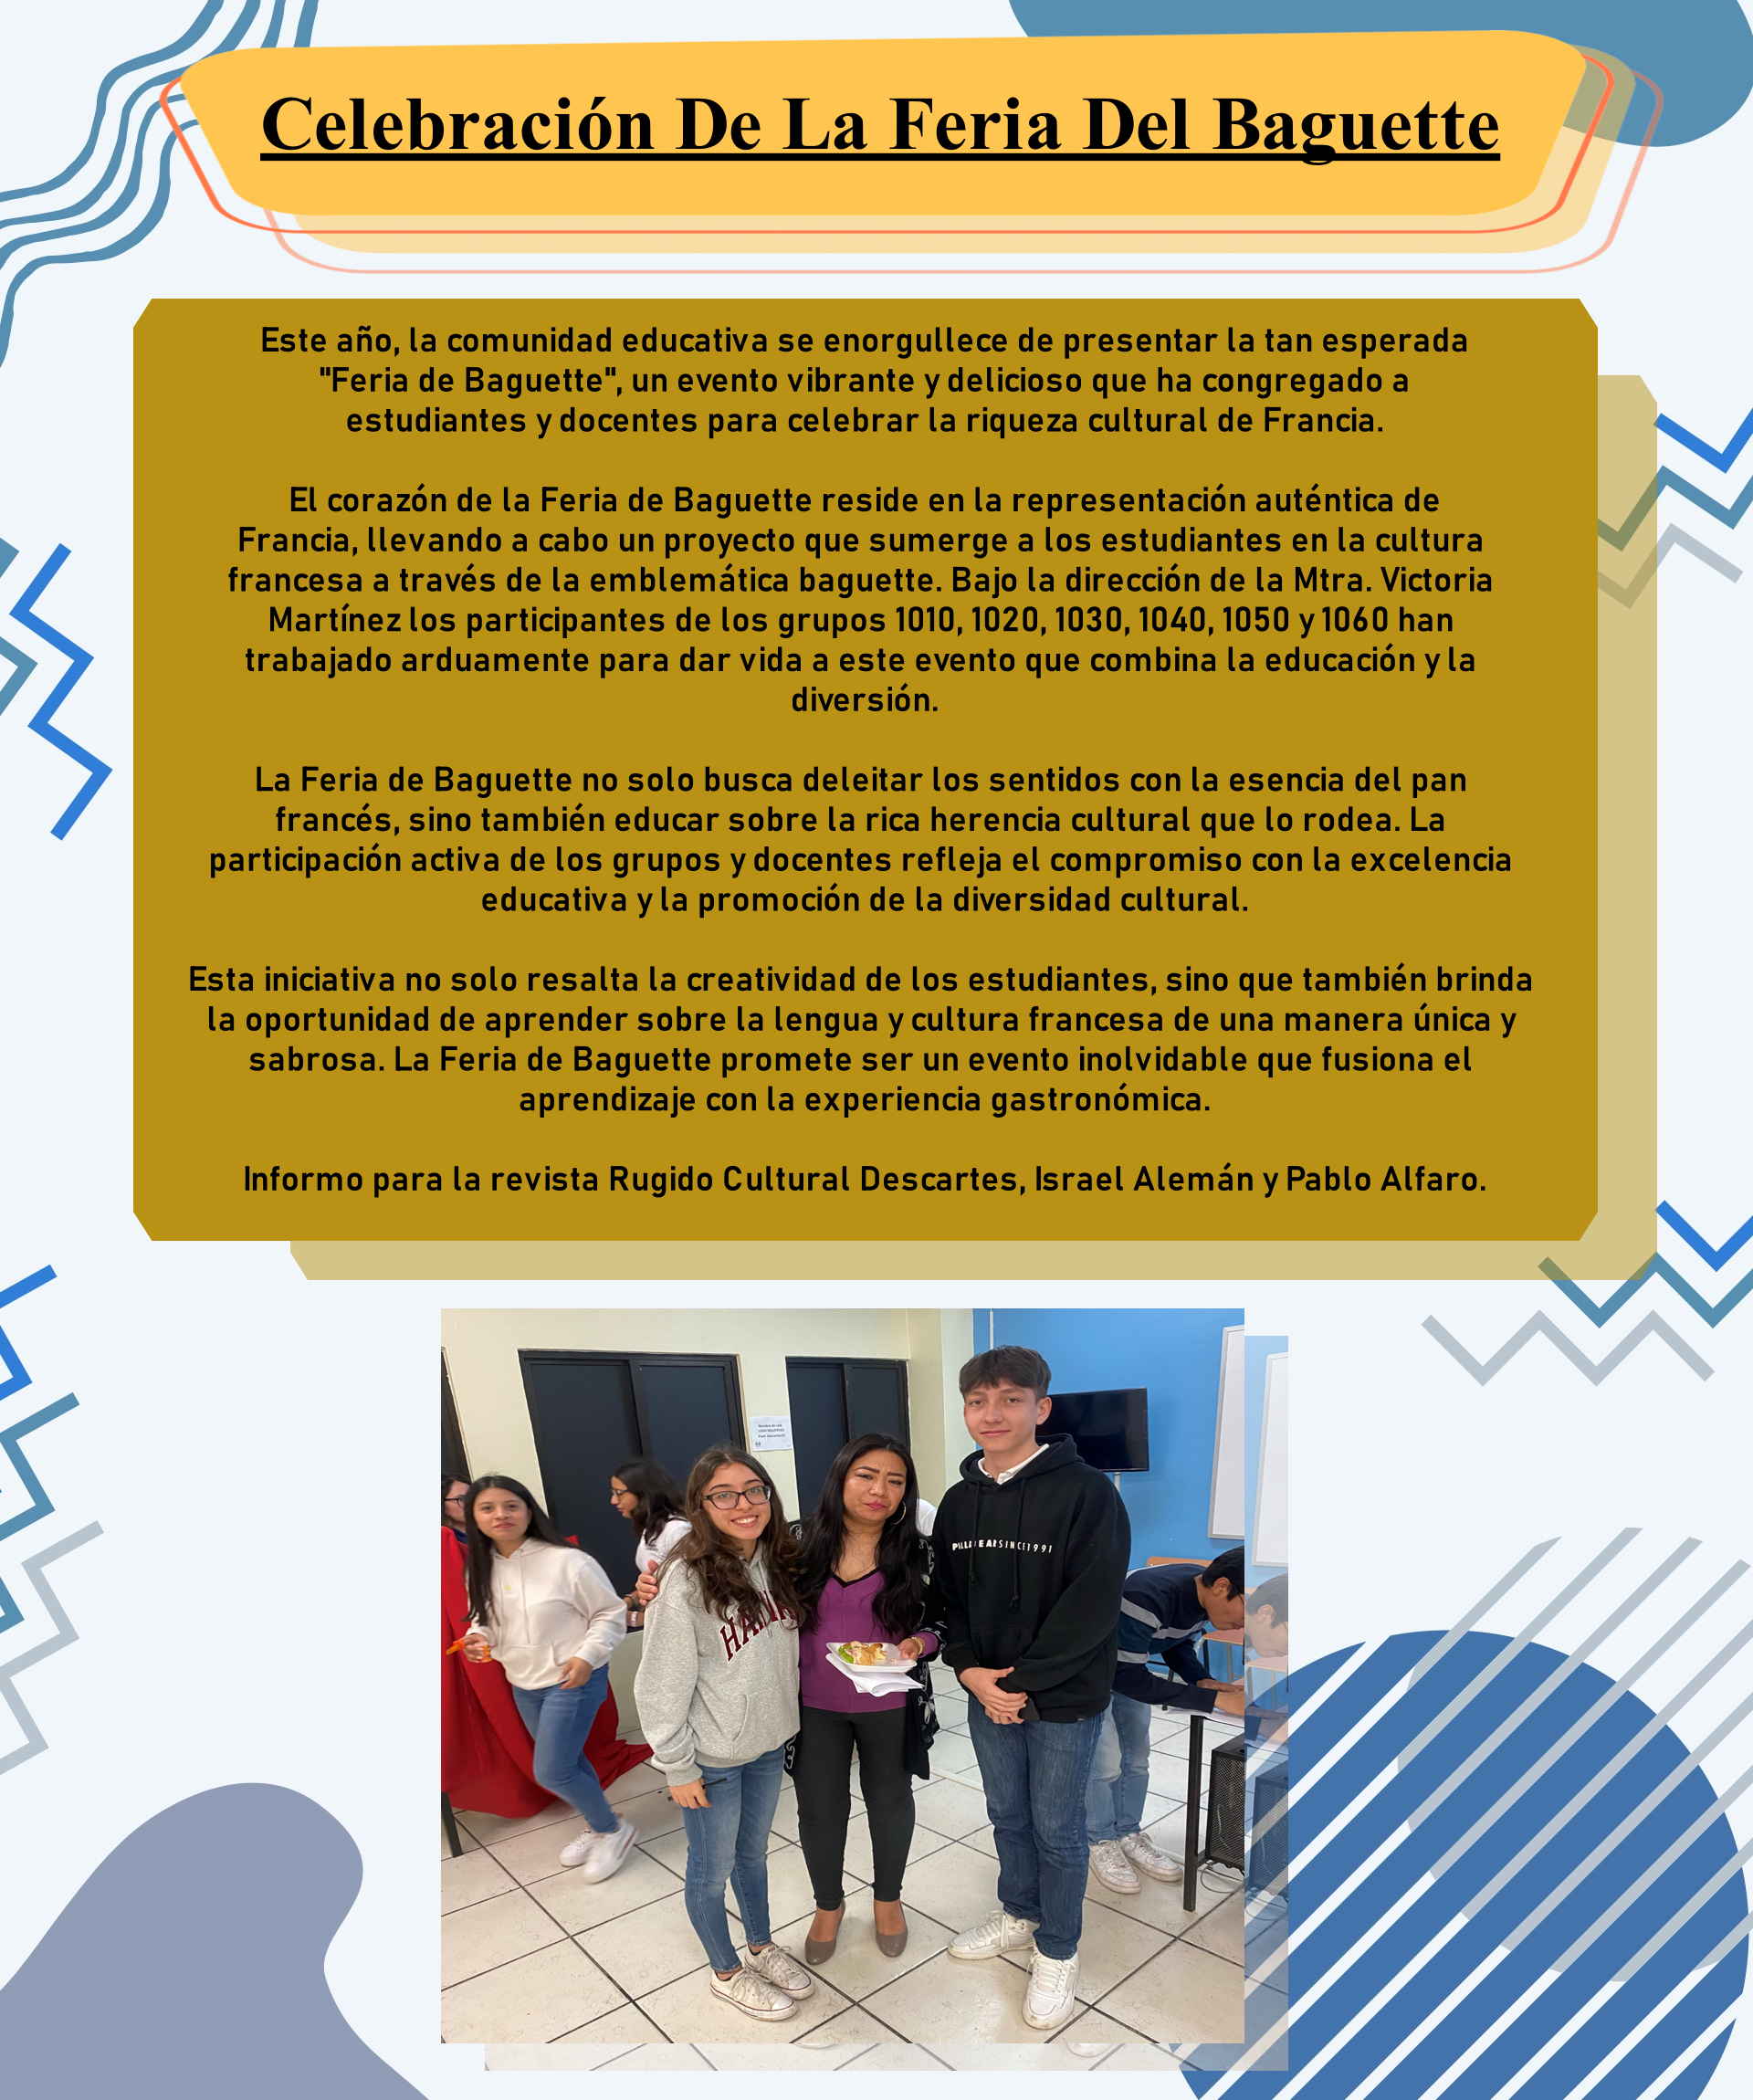 Celebración De La Feria Del Baguette
Este año, la comunidad educativa se enorgullece de presentar la tan esperada
"Feria de Baguette", un evento vibrante y delicioso que ha congregado a
estudiantes y docentes para celebrar la riqueza cultural de Francia.
El corazón de la Feria de Baguette reside en la representación auténtica de
Francia, llevando a cabo un proyecto que sumerge a los estudiantes en la cultura
francesa a través de la emblemática baguette. Bajo la dirección de la Mtra. Victoria
Martínez los participantes de los grupos 1010, 1020, 1030, 1040, 1050 y 1060 han
trabajado arduamente para dar vida a este evento que combina la educación y la
diversión.
La Feria de Baguette no solo busca deleitar los sentidos con la esencia del pan
francés, sino también educar sobre la rica herencia cultural que lo rodea. La
participación activa de los grupos y docentes refleja el compromiso con la excelencia
educativa y la promoción de la diversidad cultural.
Esta iniciativa no solo resalta la creatividad de los estudiantes, sino que también brinda
la oportunidad de aprender sobre la lengua y cultura francesa de una manera única y
sabrosa. La Feria de Baguette promete ser un evento inolvidable que fusiona el
aprendizaje con la experiencia gastronómica.
Informo para la revista Rugido Cultural Descartes, Israel Alemán y Pablo Alfaro.
SINCE1991